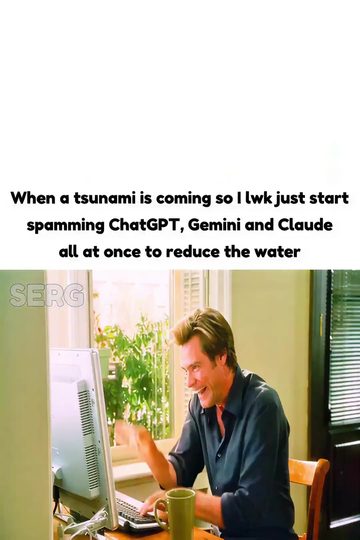 When a tsunami is coming so I lwk just start
spamming ChatGPT, Gemini and Claude
all at once to reduce the water
SERG